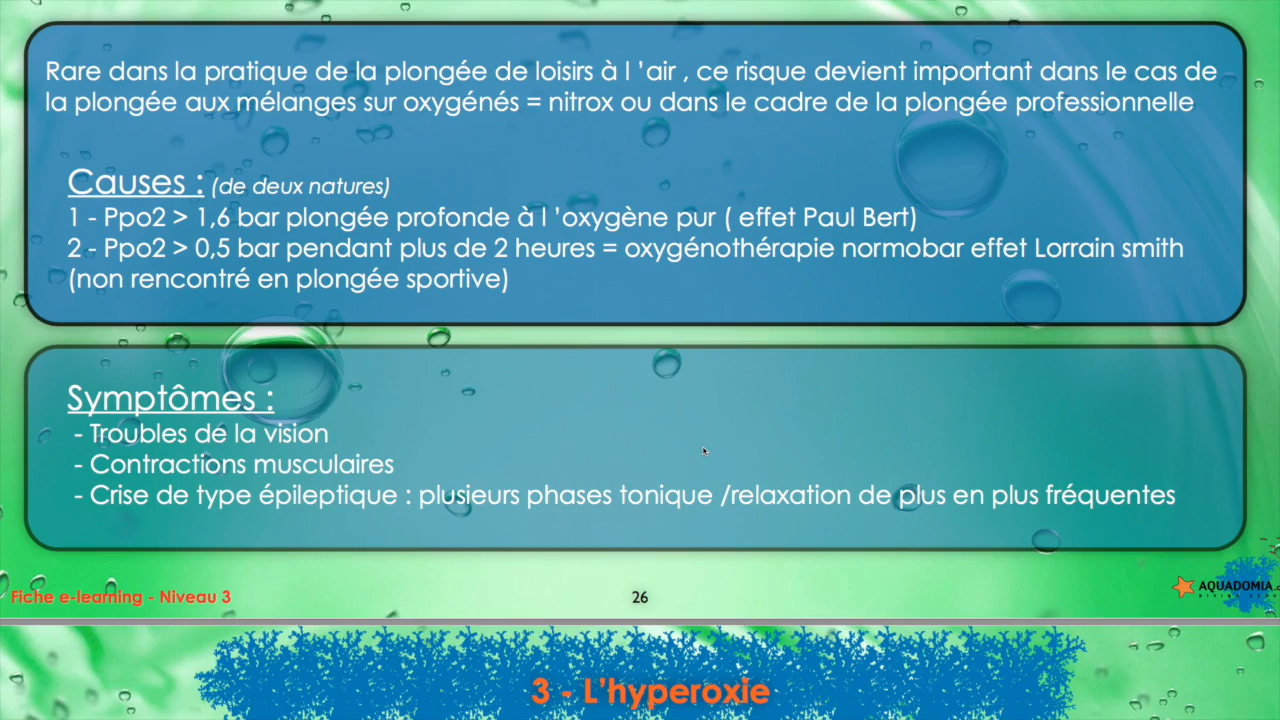 Rare dans la pratique de la plongée de loisirs à l ’air , ce risque devient important dans le cas de
la plongée aux mélanges sur oxygénés = nitrox ou dans le cadre de la plongée professionnelle
Causes : (de deux natures)
1 - Ppo2 > 1,6 bar plongée profonde à l ’oxygène pur ( effet Paul Bert)
2 - Ppo2 > 0,5 bar pendant plus de 2 heures = oxygénothérapie normobar effet Lorrain smith
(non rencontré en plongée sportive)
Symptômes :
- Troubles de la vision
- Contractions musculaires
- Crise de type épileptique : plusieurs phases tonique /relaxation de plus en plus fréquentes
Fiche e-learning - Niveau 3
26
AQUADOMIA.c
3 - L'hyperoxie